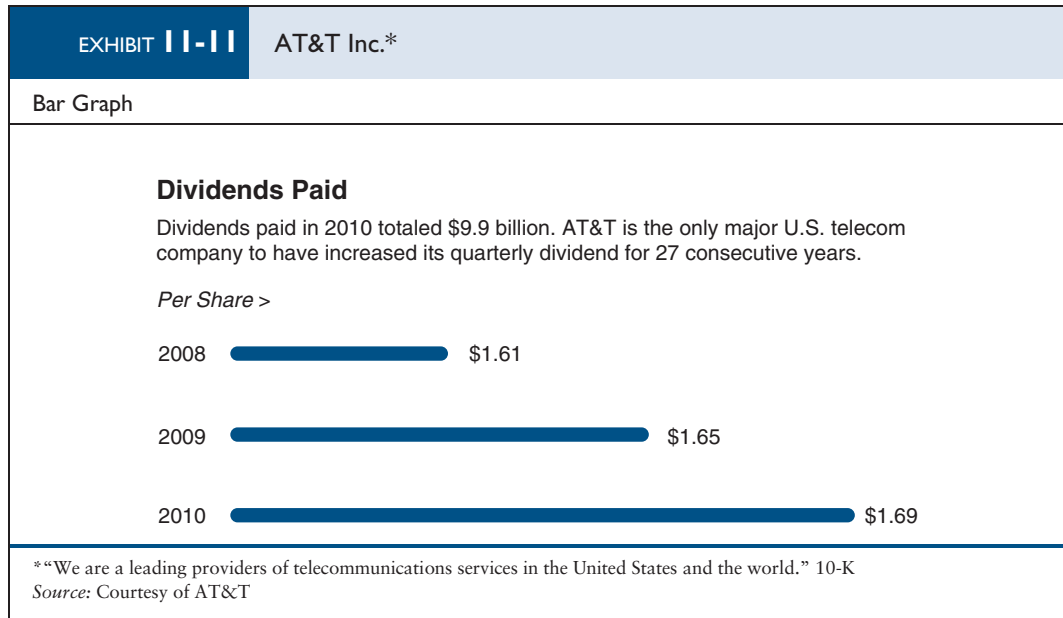 EXHIBIT 11-11 AT&T Inc.*
Bar Graph
Dividends Paid
Dividends paid in 2010 totaled $9.9 billion. AT&T is the only major U.S. telecom
company to have increased its quarterly dividend for 27 consecutive years.
Per Share >
2008 $1.61
2009 $1.65
2010 $1.69
*“We are a leading providers of telecommunications services in the United States and the world.” 10-K
Source: Courtesy of AT&T